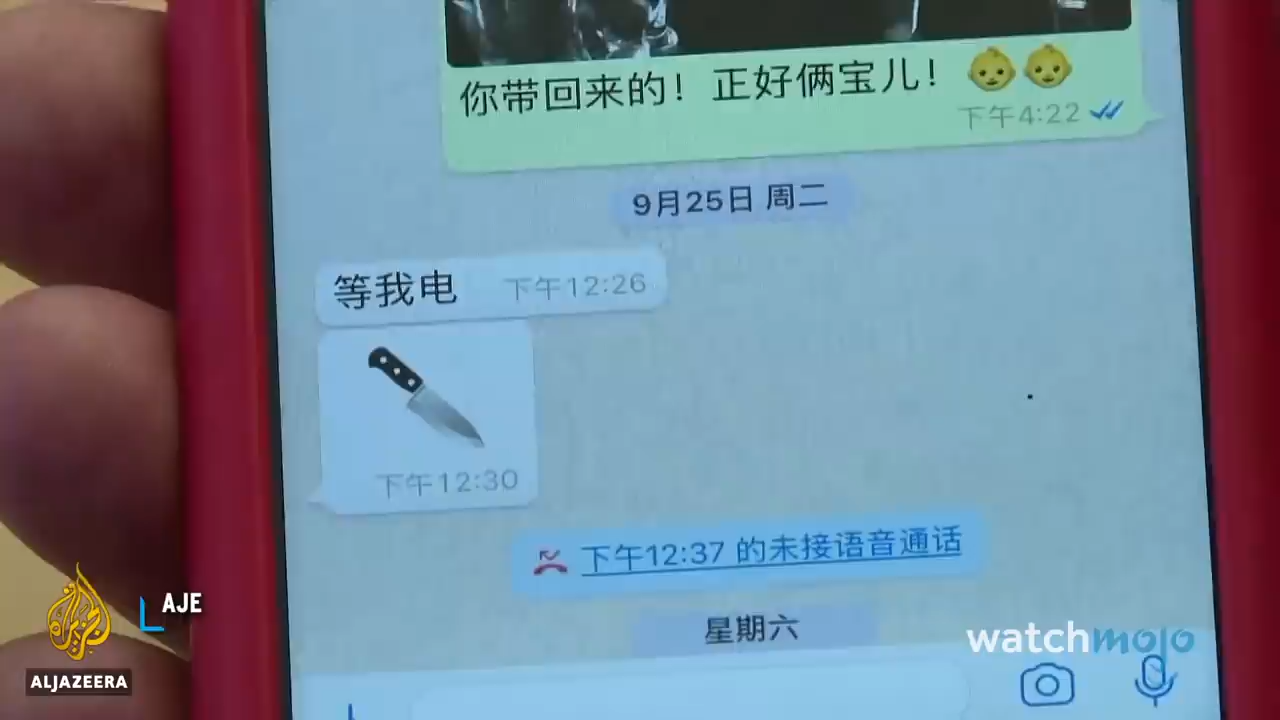 你带回来的！正好俩宝儿！👶👶
下午4:22
9月25日 周二
等我电 下午12:26
下午12:30
下午12:37 的未接语音通话
星期六
AJE
ALJAZEERA
watchmojo